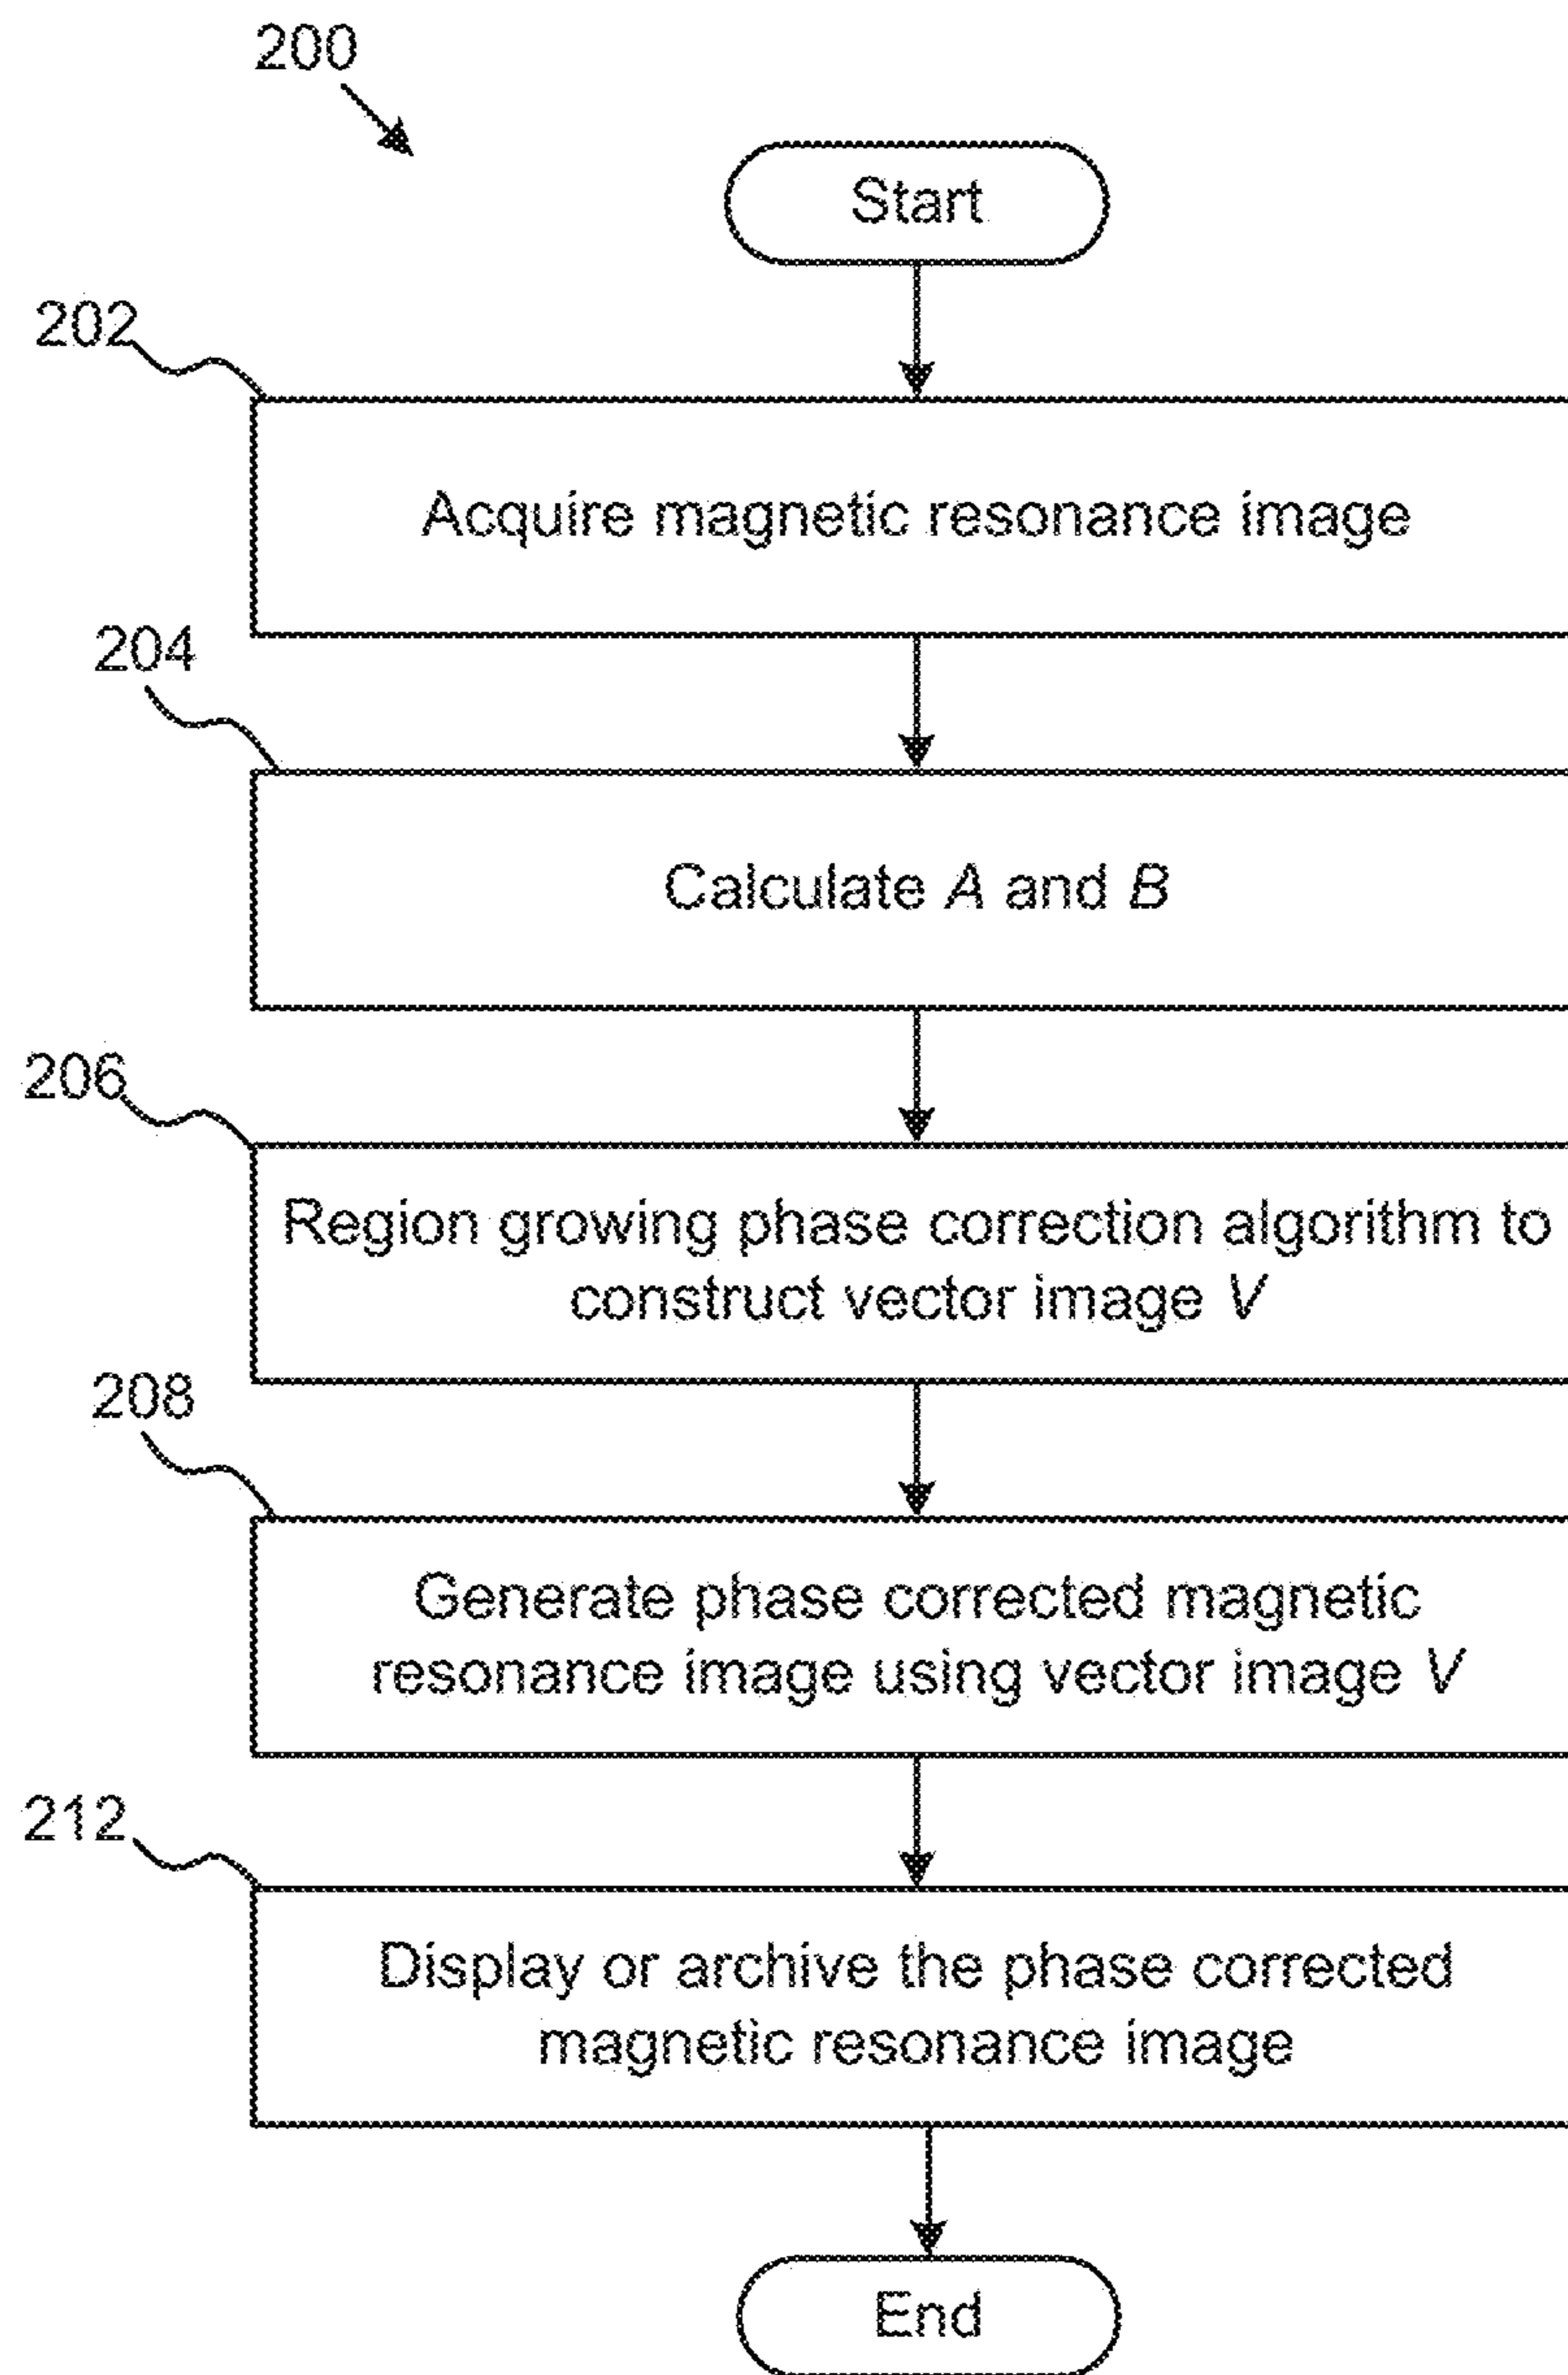 200
Start
202
Acquire magnetic resonance image
204
Calculate A and B
206
Region growing phase correction algorithm to
construct vector image V
208
Generate phase corrected magnetic
resonance image using vector image V
212
Display or archive the phase corrected
magnetic resonance image
End